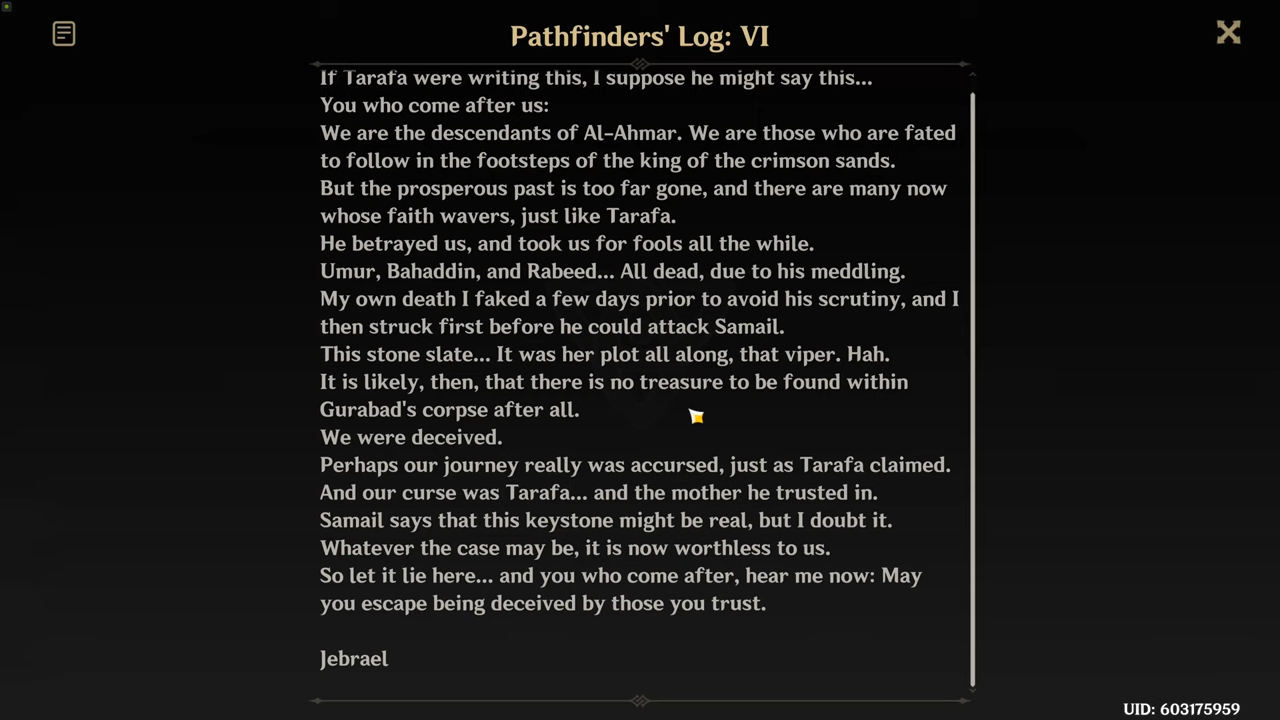 Pathfinders' Log: VI
If Tarafa were writing this, I suppose he might say this...
You who come after us:
We are the descendants of Al-Ahmar. We are those who are fated
to follow in the footsteps of the king of the crimson sands.
But the prosperous past is too far gone, and there are many now
whose faith wavers, just like Tarafa.
He betrayed us, and took us for fools all the while.
Umur, Bahaddin, and Rabeed... All dead, due to his meddling.
My own death I faked a few days prior to avoid his scrutiny, and I
then struck first before he could attack Samail.
This stone slate... It was her plot all along, that viper. Hah.
It is likely, then, that there is no treasure to be found within
Gurabad's corpse after all.
We were deceived.
Perhaps our journey really was accursed, just as Tarafa claimed.
And our curse was Tarafa... and the mother he trusted in.
Samail says that this keystone might be real, but I doubt it.
Whatever the case may be, it is now worthless to us.
So let it lie here... and you who come after, hear me now: May
you escape being deceived by those you trust.
Jebrael
UID: 603175959